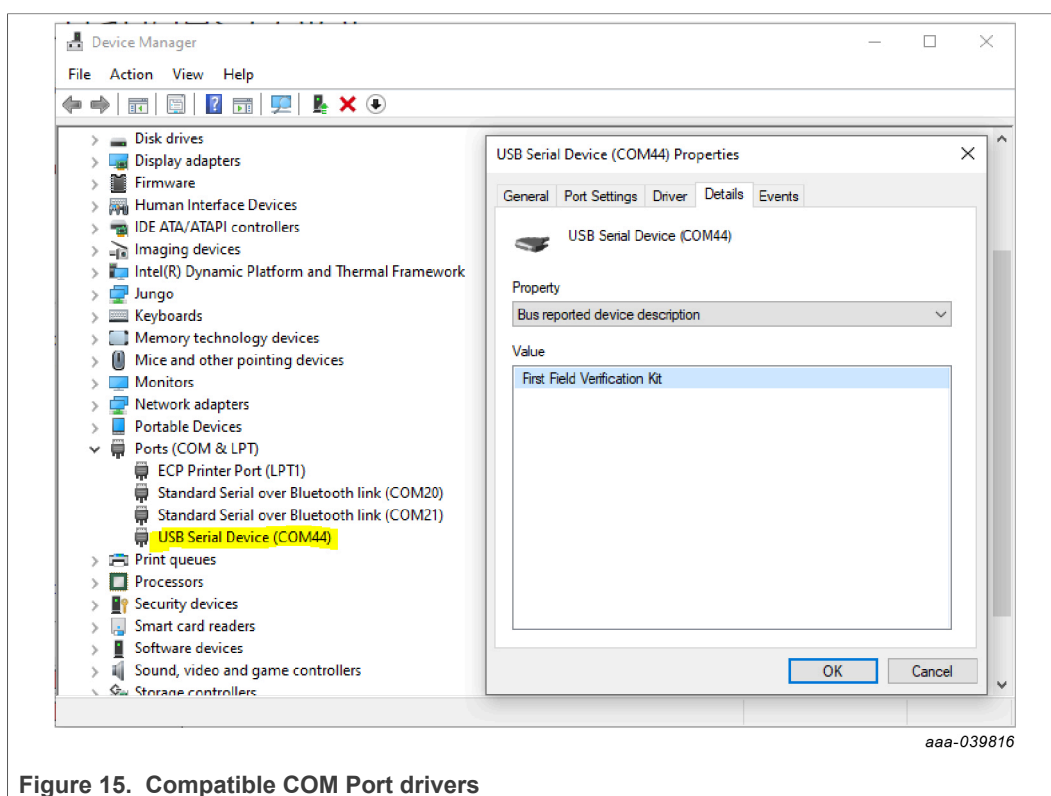 Device Manager
File Action View Help
Disk drives
Display adapters
Firmware
Human Interface Devices
IDE ATA/ATAPI controllers
Imaging devices
Intel(R) Dynamic Platform and Thermal Framework
Jungo
Keyboards
Memory technology devices
Mice and other pointing devices
Monitors
Network adapters
Portable Devices
Ports (COM & LPT)
ECP Printer Port (LPT1)
Standard Serial over Bluetooth link (COM20)
Standard Serial over Bluetooth link (COM21)
USB Serial Device (COM44)
Print queues
Processors
Security devices
Smart card readers
Software devices
Sound, video and game controllers
Storage controllers
USB Serial Device (COM44) Properties
General Port Settings Driver Details Events
USB Serial Device (COM44)
Property
Bus reported device description
Value
First Field Verification Kit
OK Cancel
aaa-039816
Figure 15. Compatible COM Port drivers